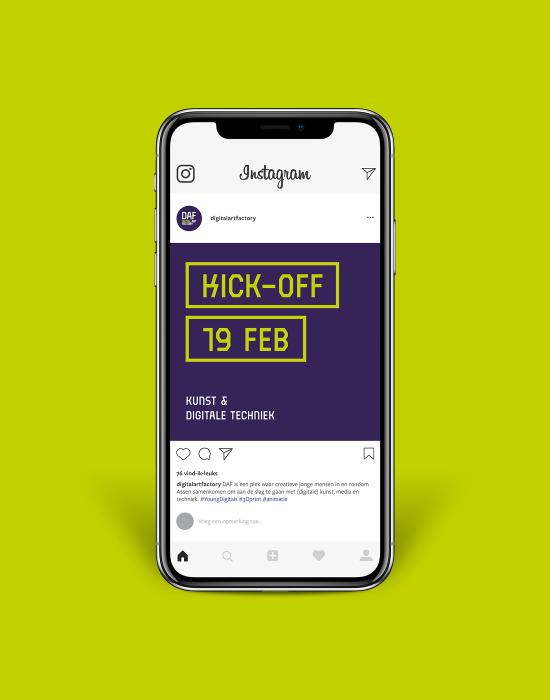 Instagram
DAF
digitalartfactory
KICK-OFF
19 FEB
KUNST &
DIGITALE TECHNIEK
76 vind-ik-leuks
digitalartfactory DAF is een plek waar creatieve jonge mensen in en rondom
Assen samenkomen om aan de slag te gaan met (digitale) kunst, media en
techniek. #YoungDigitals #3Dprint #animatie
Voeg een opmerking toe...